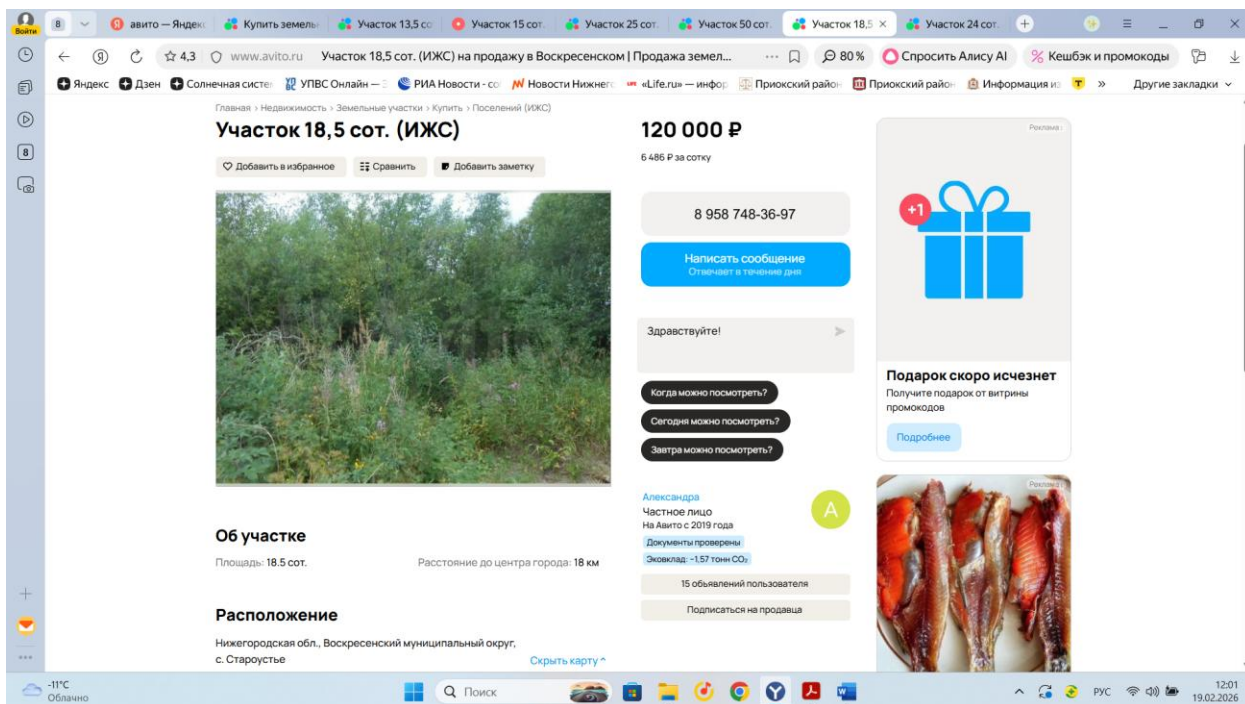 Войти
8
авито — Яндекс
Купить земель
Участок 13,5 со
Участок 15 сот.
Участок 25 сот.
Участок 50 сот.
Участок 18,5
Участок 24 сот.
4,3
www.avito.ru
Участок 18,5 сот. (ИЖС) на продажу в Воскресенском | Продажа земел...
80 %
Спросить Алису AI
Кешбэк и промокоды
Яндекс
Дзен
Солнечная систе
УПВС Онлайн —
РИА Новости - со
Новости Нижнего
«Life.ru» — инфор
Приокский район
Приокский район
Информация из
»
Другие закладки
8
Главная › Недвижимость › Земельные участки › Купить › Поселений (ИЖС)
Участок 18,5 сот. (ИЖС)
Добавить в избранное
Сравнить
Добавить заметку
120 000 ₽
6 486 ₽ за сотку
8 958 748-36-97
Написать сообщение
Отвечает в течение дня
Здравствуйте!
Когда можно посмотреть?
Сегодня можно посмотреть?
Завтра можно посмотреть?
Александра
Частное лицо
На Авито с 2019 года
Документы проверены
Эковклад: −1,57 тонн CO₂
A
15 объявлений пользователя
Подписаться на продавца
Реклама
+1
Подарок скоро исчезнет
Получите подарок от витрины
промокодов
Подробнее
Реклама
Об участке
Площадь: 18.5 сот.
Расстояние до центра города: 18 км
Расположение
Нижегородская обл., Воскресенский муниципальный округ,
с. Староустье
Скрыть карту
-11°C
Облачно
Поиск
РУС
12:01
19.02.2026